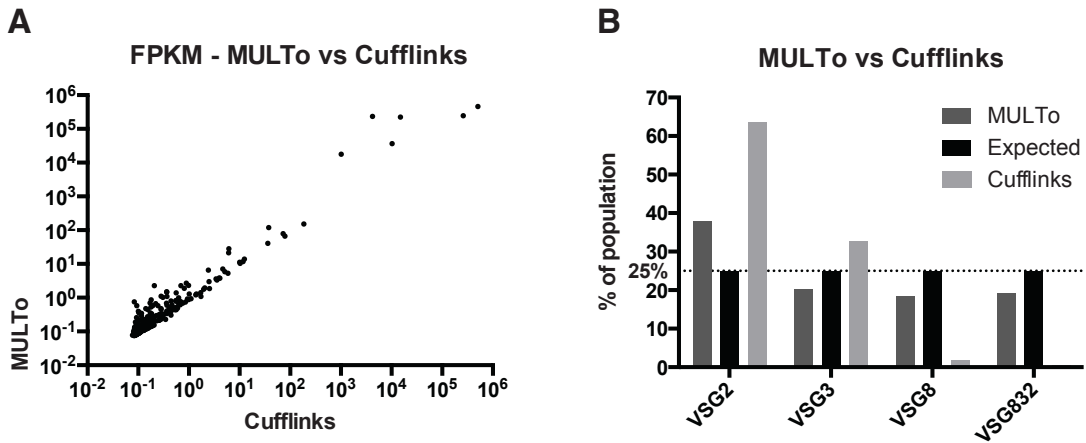 A
FPKM - MULTo vs Cufflinks
MULTo
10^6
10^5
10^4
10^3
10^2
10^1
10^0
10^-1
10^-2
10^-2 10^-1 10^0 10^1 10^2 10^3 10^4 10^5 10^6
Cufflinks
B
MULTo vs Cufflinks
% of population
70
60
50
40
30
25%
20
10
0
MULTo
Expected
Cufflinks
VSG2 VSG3 VSG8 VSG832